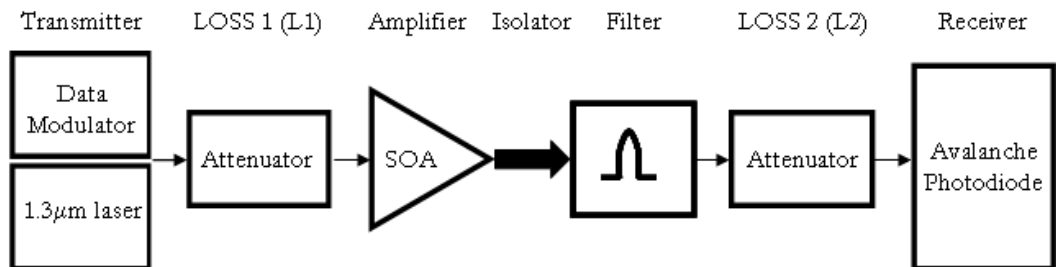 Transmitter LOSS 1 (L1) Amplifier Isolator Filter LOSS 2 (L2) Receiver
Data
Modulator
1.3µm laser
Attenuator
SOA
Attenuator
Avalanche
Photodiode